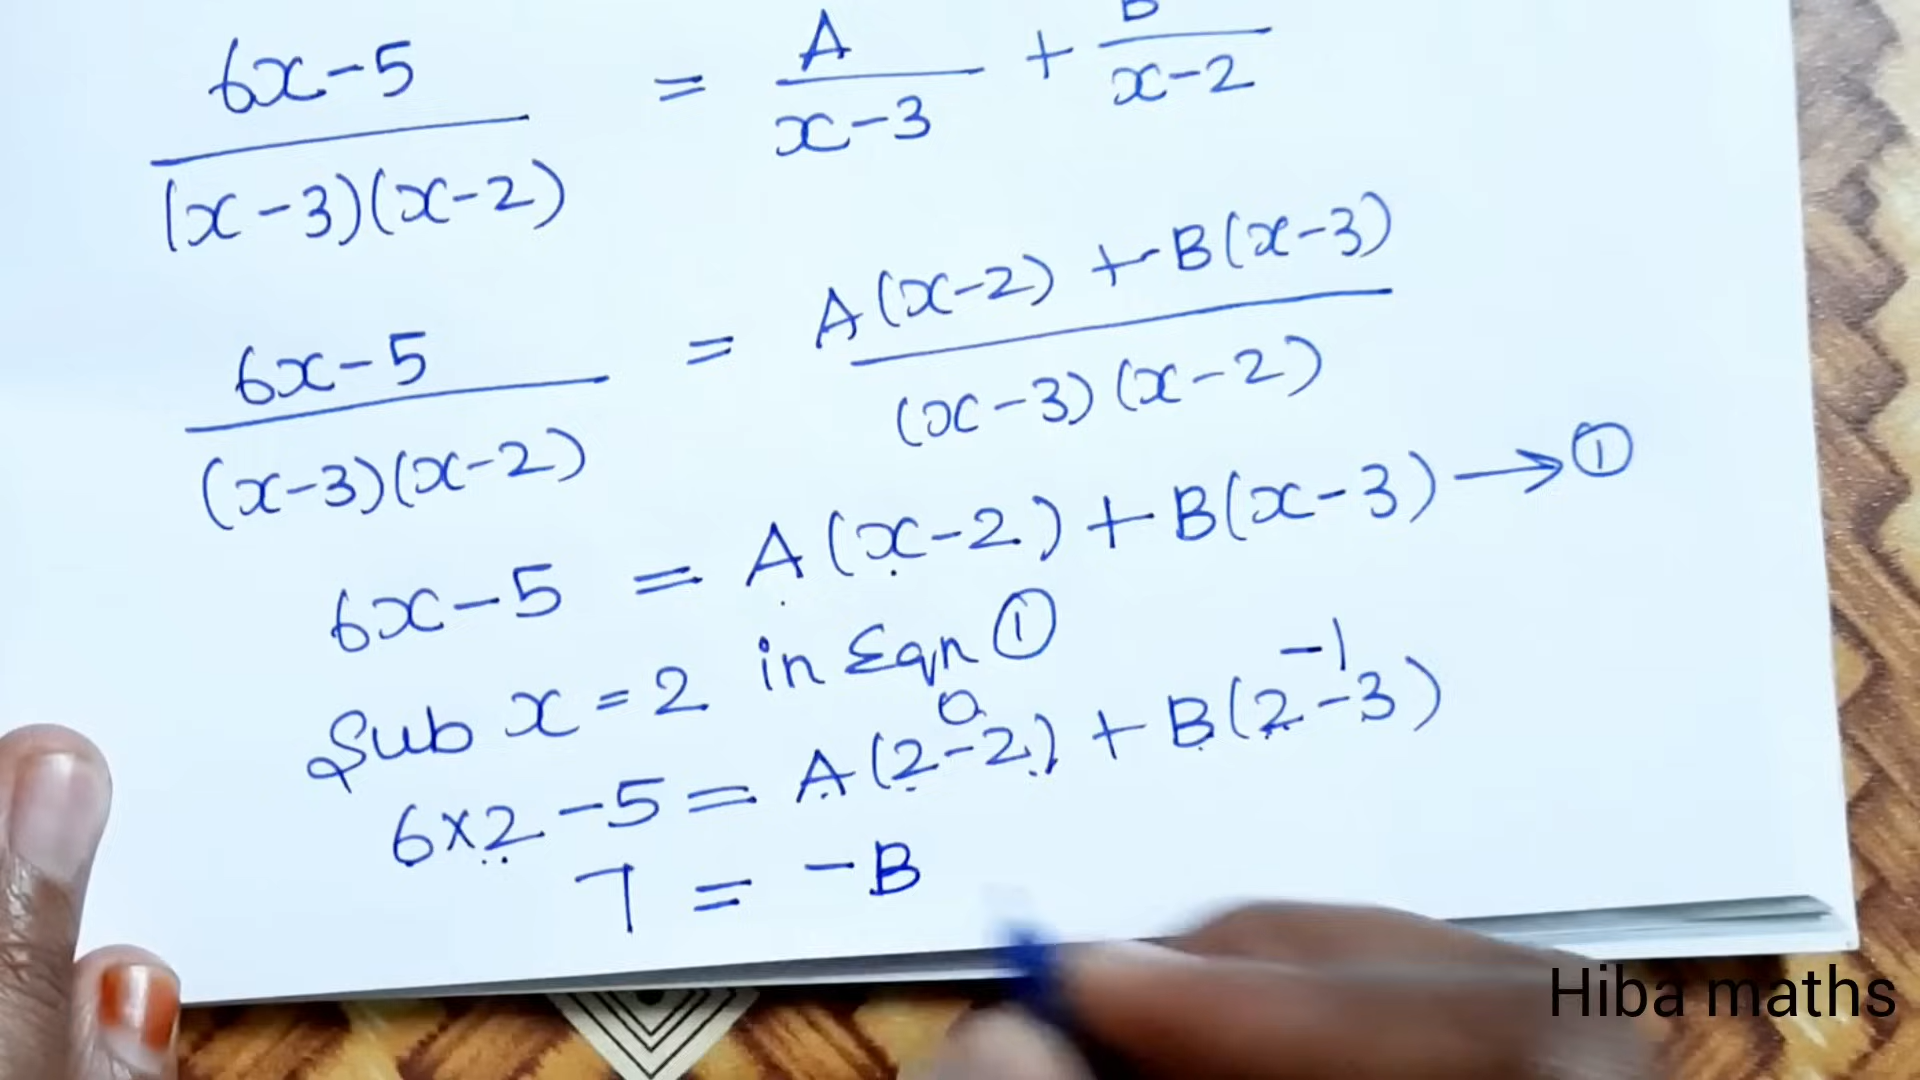 6x-5 / (x-3)(x-2) = A / x-3 + B / x-2
6x-5 / (x-3)(x-2) = A(x-2) + B(x-3) / (x-3)(x-2)
6x-5 = A(x-2) + B(x-3) → ①
Sub x = 2 in Eqn ①
0 -1
6×2 -5 = A(2-2) + B(2-3)
7 = -B
Hiba maths